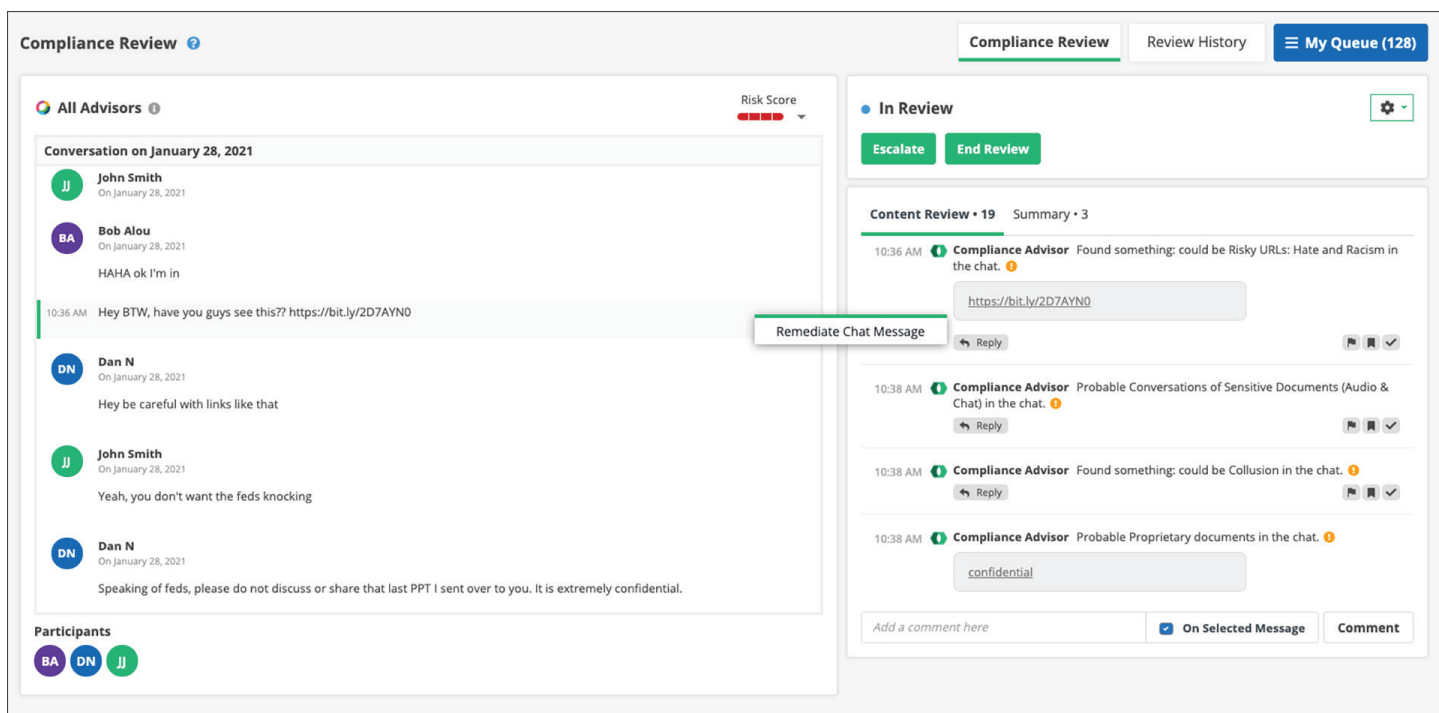 Compliance Review ?
Compliance Review
Review History
My Queue (128)
All Advisors i
Risk Score
Conversation on January 28, 2021
JJ
John Smith
On January 28, 2021
BA
Bob Alou
On January 28, 2021
HAHA ok I'm in
10:36 AM Hey BTW, have you guys see this?? https://bit.ly/2D7AYN0
Remediate Chat Message
DN
Dan N
On January 28, 2021
Hey be careful with links like that
JJ
John Smith
On January 28, 2021
Yeah, you don't want the feds knocking
DN
Dan N
On January 28, 2021
Speaking of feds, please do not discuss or share that last PPT I sent over to you. It is extremely confidential.
Participants
BA DN JJ
In Review
Escalate
End Review
Content Review • 19 Summary • 3
10:36 AM Compliance Advisor Found something: could be Risky URLs: Hate and Racism in
the chat. !
https://bit.ly/2D7AYN0
Reply
10:38 AM Compliance Advisor Probable Conversations of Sensitive Documents (Audio &
Chat) in the chat. !
Reply
10:38 AM Compliance Advisor Found something: could be Collusion in the chat. !
Reply
10:38 AM Compliance Advisor Probable Proprietary documents in the chat. !
confidential
Add a comment here
On Selected Message
Comment